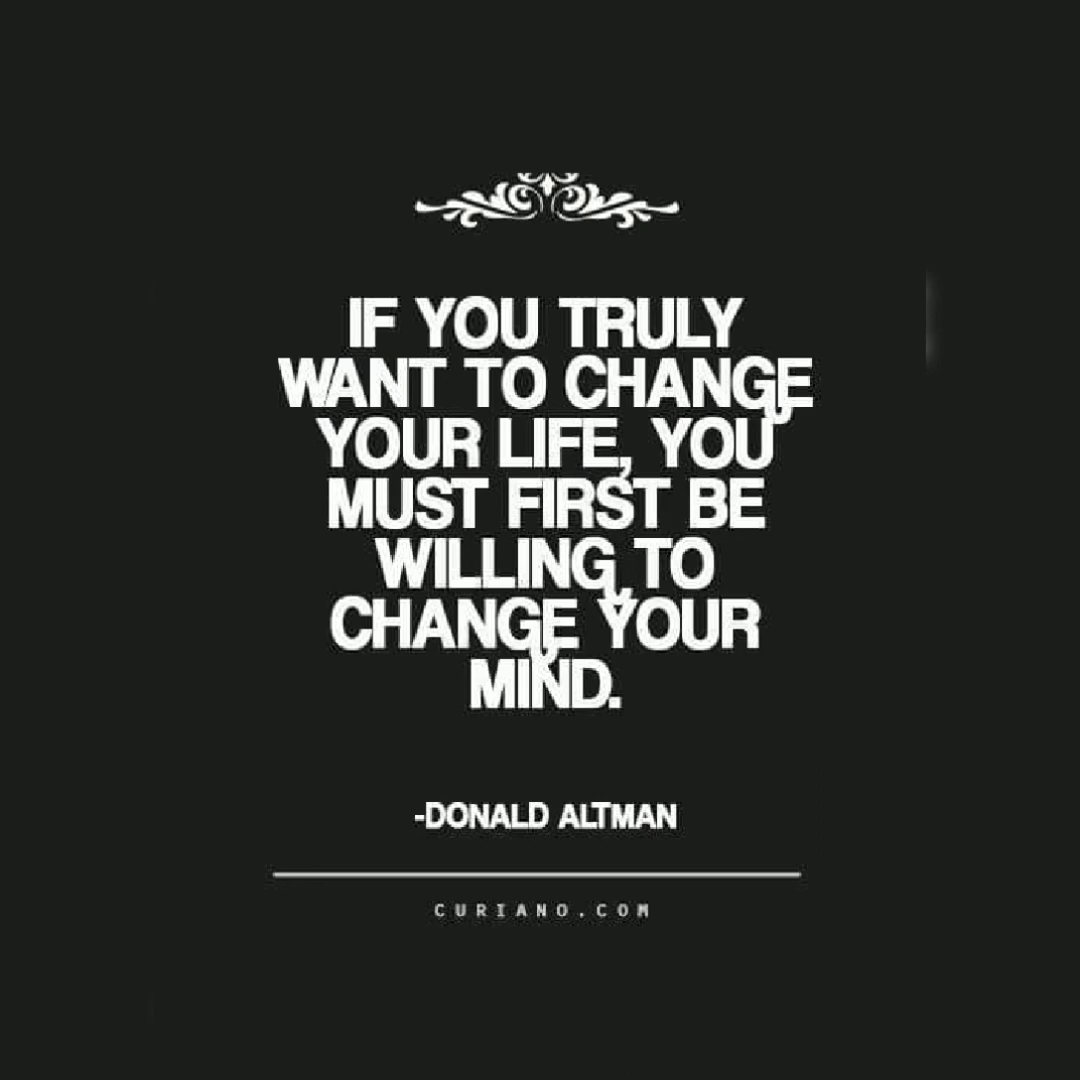 IF YOU TRULY
WANT TO CHANGE
YOUR LIFE, YOU
MUST FIRST BE
WILLING TO
CHANGE YOUR
MIND.
-DONALD ALTMAN
CURIANO.COM